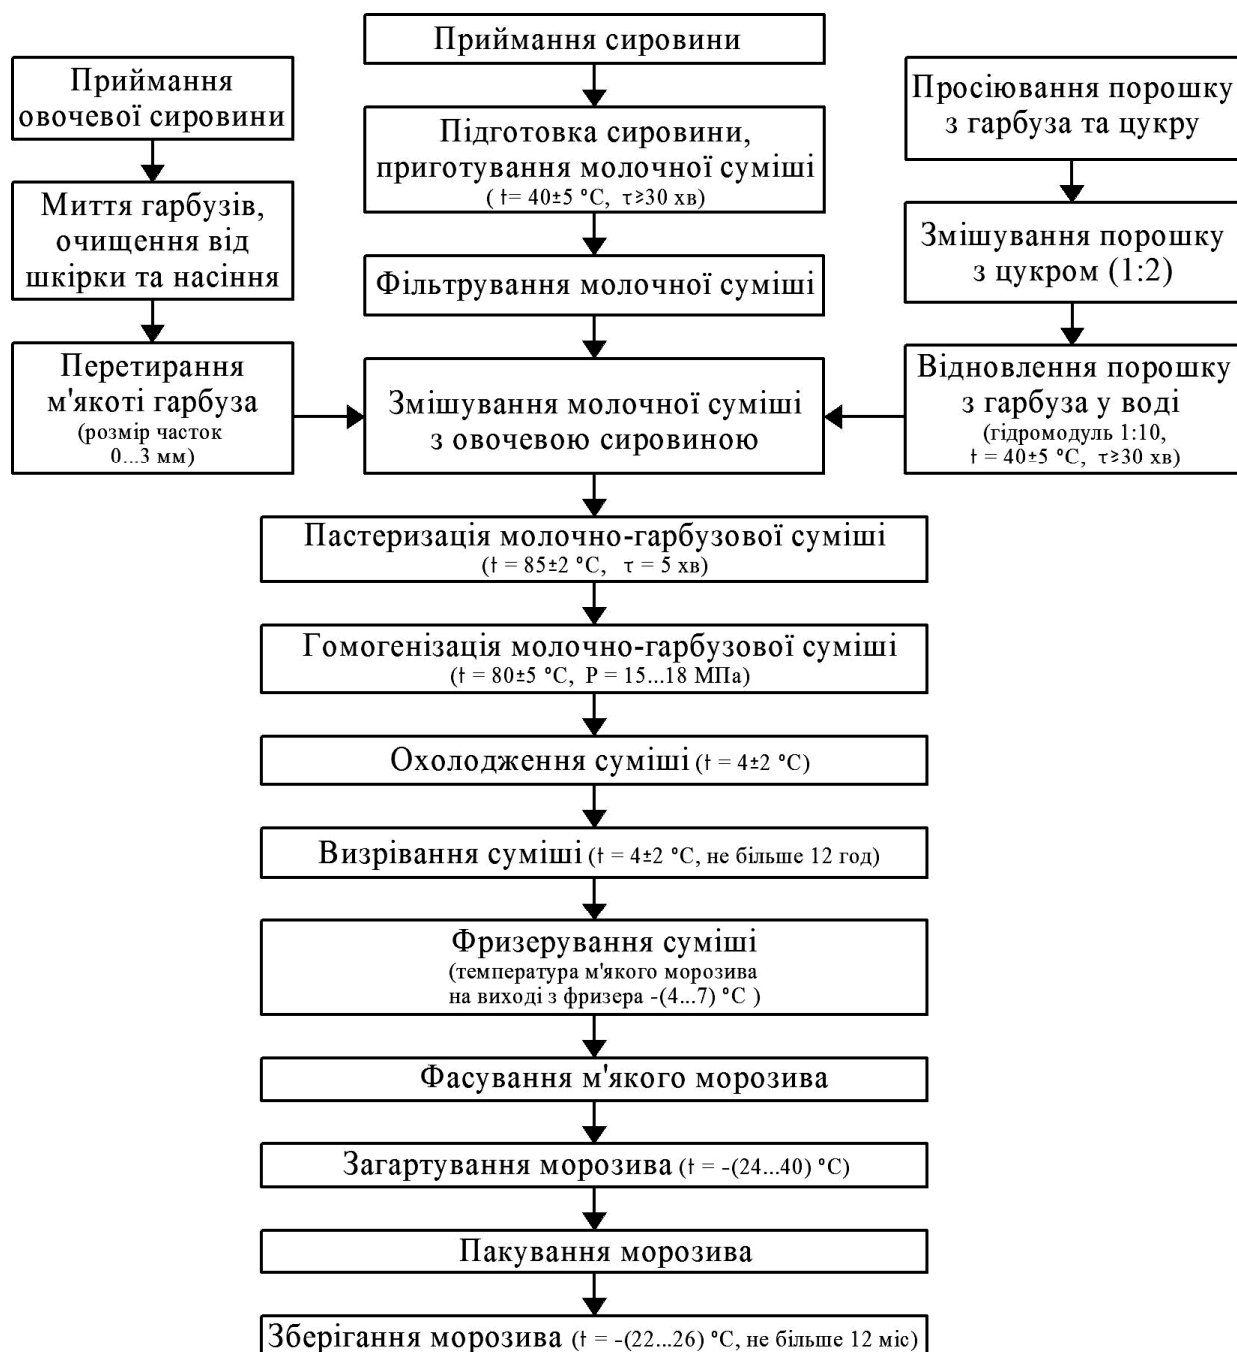 Приймання сировини
Приймання
овочевої сировини
Просіювання порошку
з гарбуза та цукру
Підготовка сировини,
приготування молочної суміші
( t= 40±5 °С, τ≥30 хв)
Миття гарбузів,
очищення від
шкірки та насіння
Змішування порошку
з цукром (1:2)
Фільтрування молочної суміші
Перетирання
м'якоті гарбуза
(розмір часток
0...3 мм)
Змішування молочної суміші
з овочевою сировиною
Відновлення порошку
з гарбуза у воді
(гідромодуль 1:10,
t = 40±5 °С, τ≥30 хв)
Пастеризація молочно-гарбузової суміші
(t = 85±2 °С, τ = 5 хв)
Гомогенізація молочно-гарбузової суміші
(t = 80±5 °С, Р = 15...18 МПа)
Охолодження суміші (t = 4±2 °С)
Визрівання суміші (t = 4±2 °С, не більше 12 год)
Фризерування суміші
(температура м'якого морозива
на виході з фризера -(4...7) °С )
Фасування м'якого морозива
Загартування морозива (t = -(24...40) °С)
Пакування морозива
Зберігання морозива (t = -(22...26) °С, не більше 12 міс)